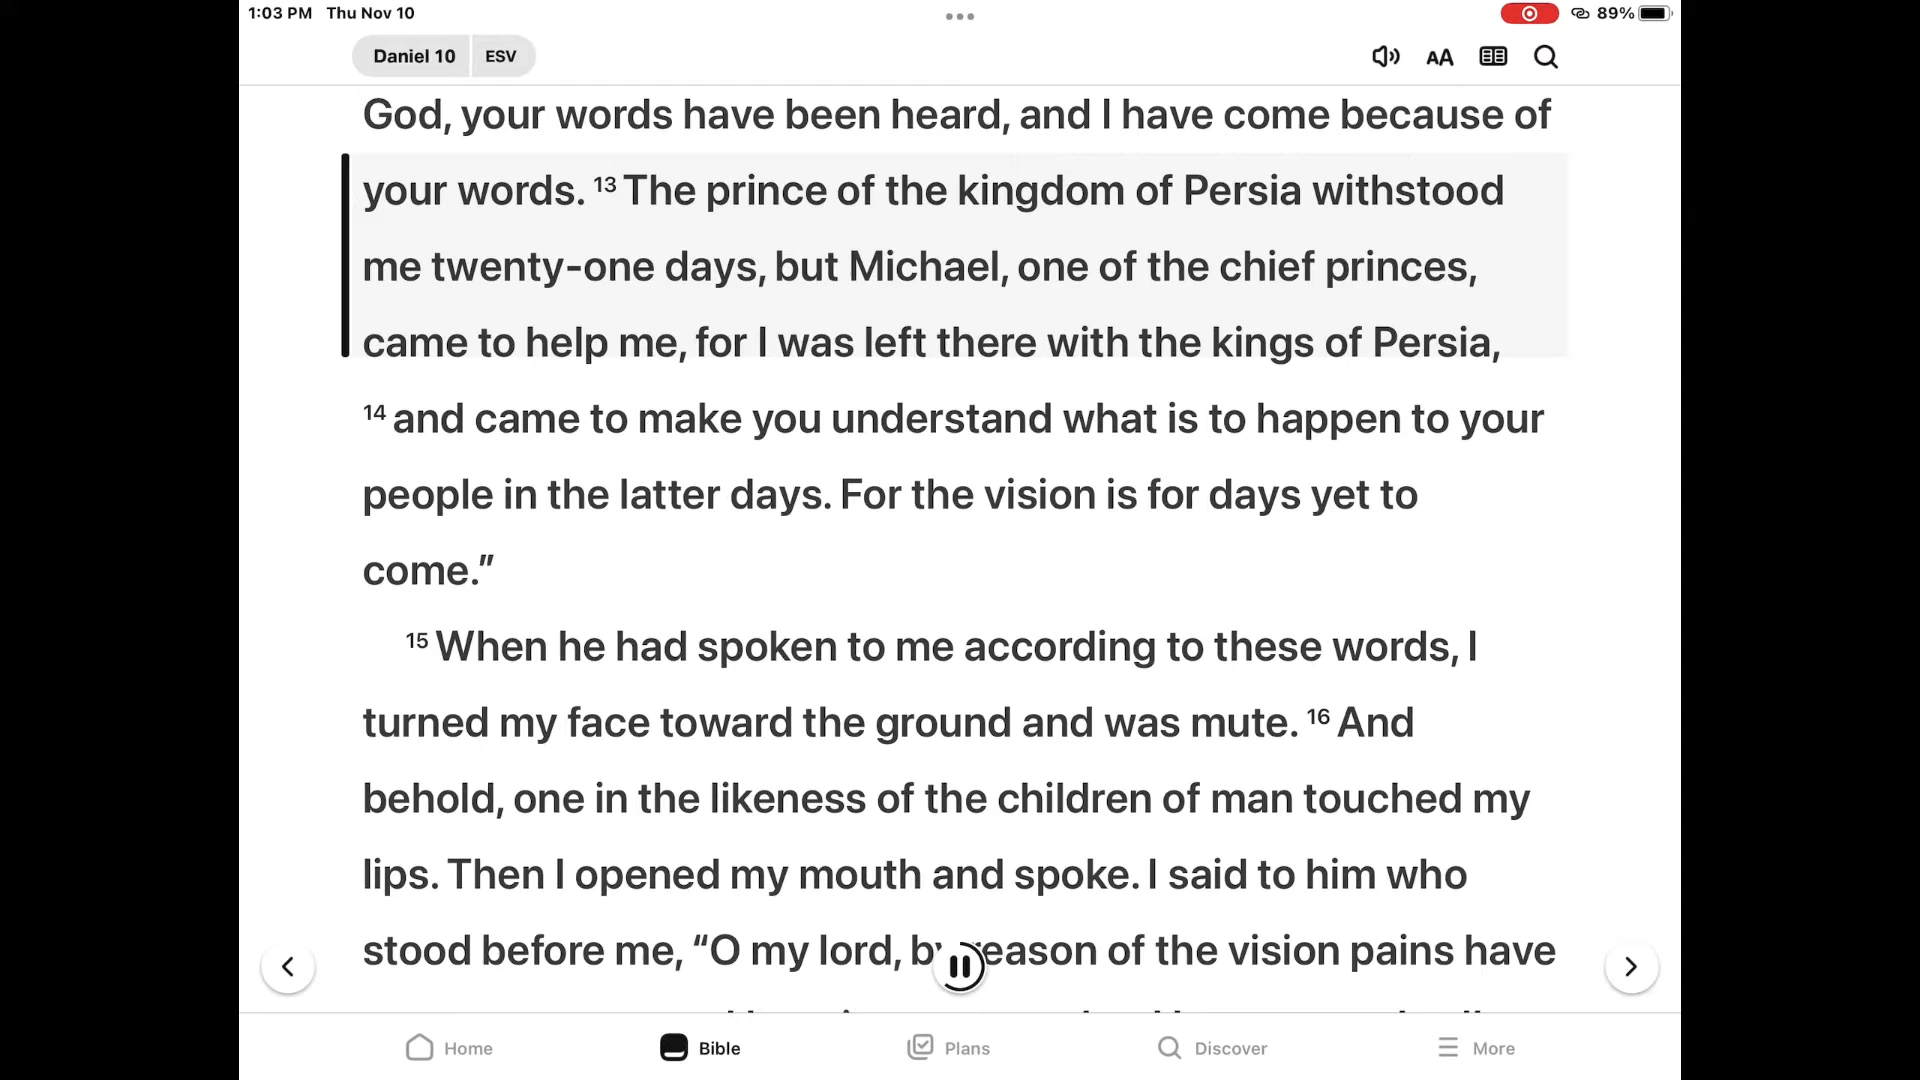 1:03 PM Thu Nov 10
89%
Daniel 10 ESV
AA
God, your words have been heard, and I have come because of
your words. 13 The prince of the kingdom of Persia withstood
me twenty-one days, but Michael, one of the chief princes,
came to help me, for I was left there with the kings of Persia,
14 and came to make you understand what is to happen to your
people in the latter days. For the vision is for days yet to
come.”
15 When he had spoken to me according to these words, I
turned my face toward the ground and was mute. 16 And
behold, one in the likeness of the children of man touched my
lips. Then I opened my mouth and spoke. I said to him who
stood before me, “O my lord, by reason of the vision pains have
Home Bible Plans Discover More